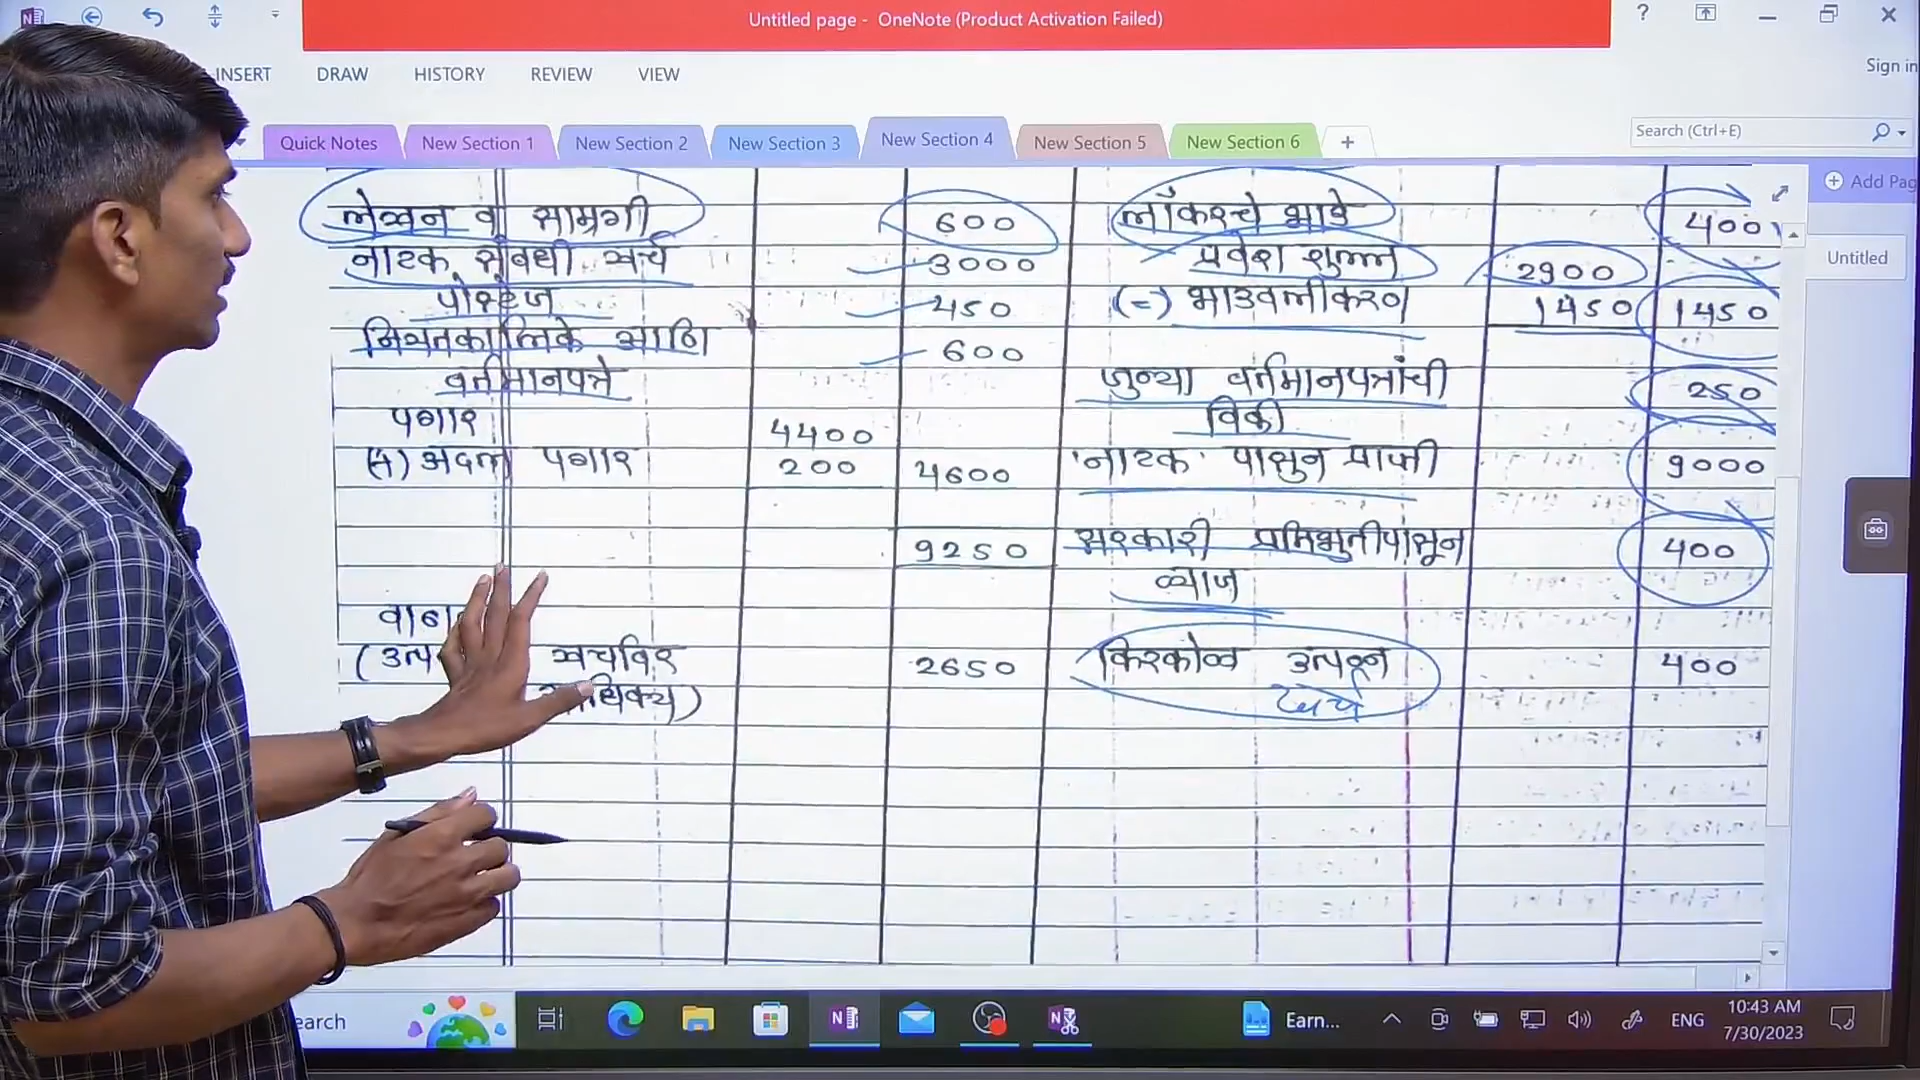 Untitled page - OneNote (Product Activation Failed)
INSERT DRAW HISTORY REVIEW VIEW
Sign in
Quick Notes New Section 1 New Section 2 New Section 3 New Section 4 New Section 5 New Section 6 +
Search (Ctrl+E)
Add Pag
Untitled
लेखन व सामग्री 600 लॉकरचे भाडे 400
नाटक संबंधी खर्च 3000 प्रवेश शुल्क 2900
पोस्टेज 450 (-) भांडवलीकरण 1450 1450
नियतकालिके आणि 600
वर्तमानपत्रे जुन्या वर्तमानपत्रांची 250
पगार 4400 विक्री
(+) अदत्त पगार 200 4600 'नाटक' पासुन प्राप्ती 9000
9250 सरकारी प्रतिभुतीपासून 400
व्याज
खर्चावर 2650 किरकोळ उत्पन्न 400
खर्च
earch
Earn...
ENG
10:43 AM
7/30/2023